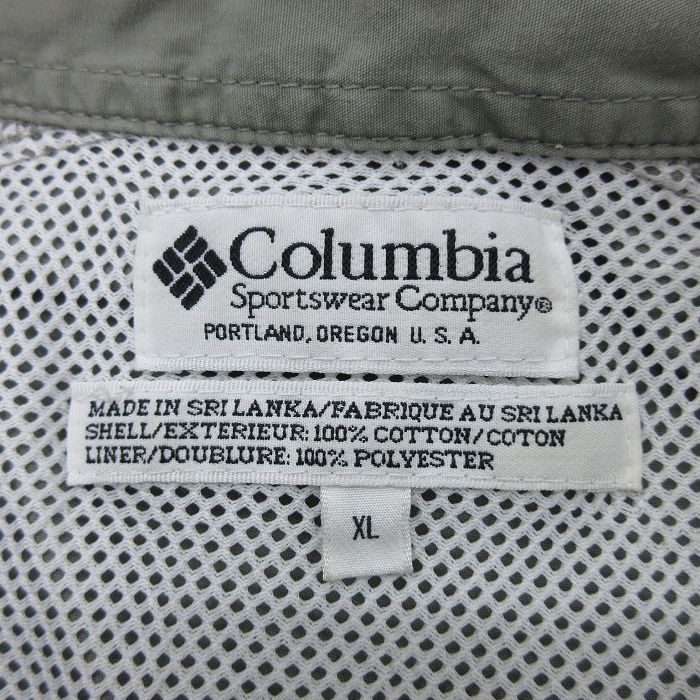 Columbia
Sportswear Company®
PORTLAND, OREGON U. S. A.
MADE IN SRI LANKA/FABRIQUE AU SRI LANKA
SHELL/EXTERIEUR: 100% COTTON/COTON
LINER/DOUBLURE: 100% POLYESTER
XL